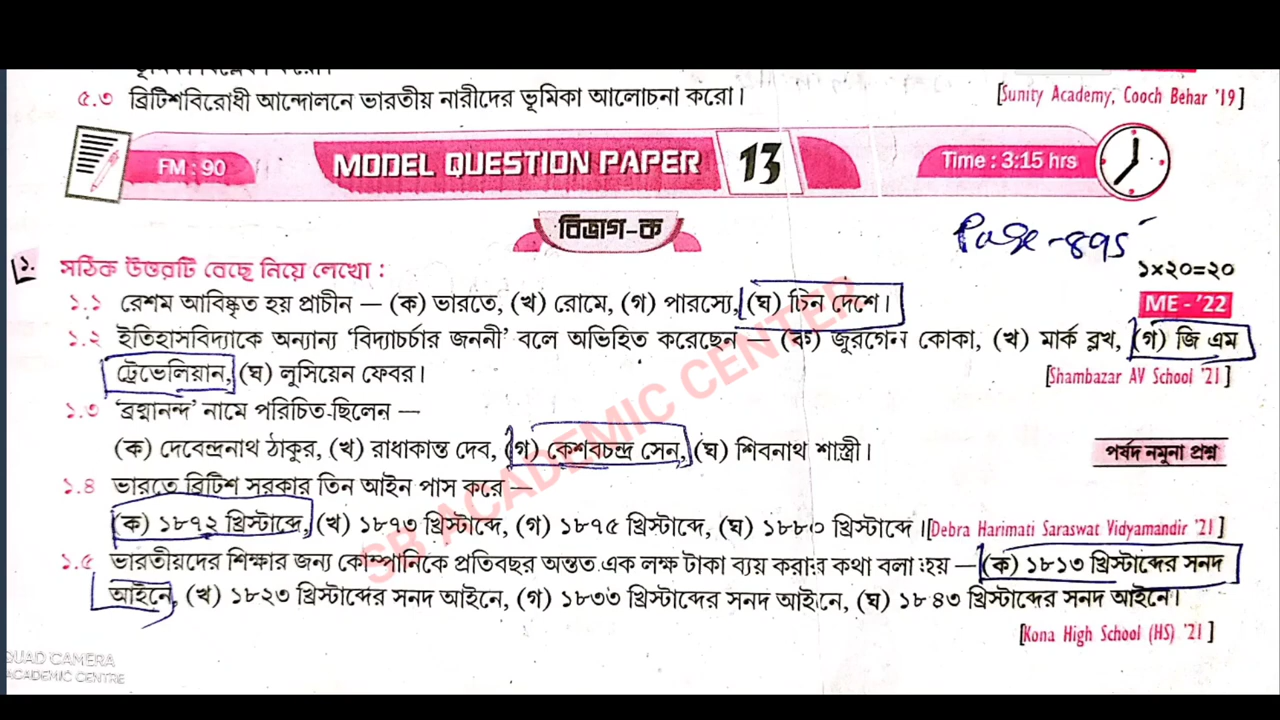 ৫.৩ ব্রিটিশবিরোধী আন্দোলনে ভারতীয় নারীদের ভূমিকা আলোচনা করো। [Sunity Academy, Cooch Behar '19]
FM : 90 MODEL QUESTION PAPER 13 Time : 3:15 hrs
বিভাগ-ক
Page-895
১. সঠিক উত্তরটি বেছে নিয়ে লেখো : ১×২০=২০
১.১ রেশম আবিষ্কৃত হয় প্রাচীন — (ক) ভারতে, (খ) রোমে, (গ) পারস্যে, (ঘ) চিন দেশে। ME - '22
১.২ ইতিহাসবিদ্যাকে অন্যান্য 'বিদ্যাচর্চার জননী' বলে অভিহিত করেছেন — (ক) জুরগেন কোকা, (খ) মার্ক ব্লখ, (গ) জি এম
ট্রেভেলিয়ান, (ঘ) লুসিয়েন ফেবর। [Shambazar AV School '21]
১.৩ 'ব্রহ্মানন্দ' নামে পরিচিত ছিলেন —
(ক) দেবেন্দ্রনাথ ঠাকুর, (খ) রাধাকান্ত দেব, (গ) কেশবচন্দ্র সেন, (ঘ) শিবনাথ শাস্ত্রী। পর্ষদ নমুনা প্রশ্ন
১.৪ ভারতে ব্রিটিশ সরকার তিন আইন পাস করে —
(ক) ১৮৭২ খ্রিস্টাব্দে, (খ) ১৮৭৩ খ্রিস্টাব্দে, (গ) ১৮৭৫ খ্রিস্টাব্দে, (ঘ) ১৮৮০ খ্রিস্টাব্দে। [Debra Harimati Saraswat Vidyamandir '21]
১.৫ ভারতীয়দের শিক্ষার জন্য কোম্পানিকে প্রতিবছর অন্তত এক লক্ষ টাকা ব্যয় করার কথা বলা হয় — (ক) ১৮১৩ খ্রিস্টাব্দের সনদ
আইনে, (খ) ১৮২৩ খ্রিস্টাব্দের সনদ আইনে, (গ) ১৮৩৩ খ্রিস্টাব্দের সনদ আইনে, (ঘ) ১৮৪৩ খ্রিস্টাব্দের সনদ আইনে।
[Kona High School (HS) '21]
SB ACADEMIC CENTER
QUAD CAMERA
ACADEMIC CENTRE